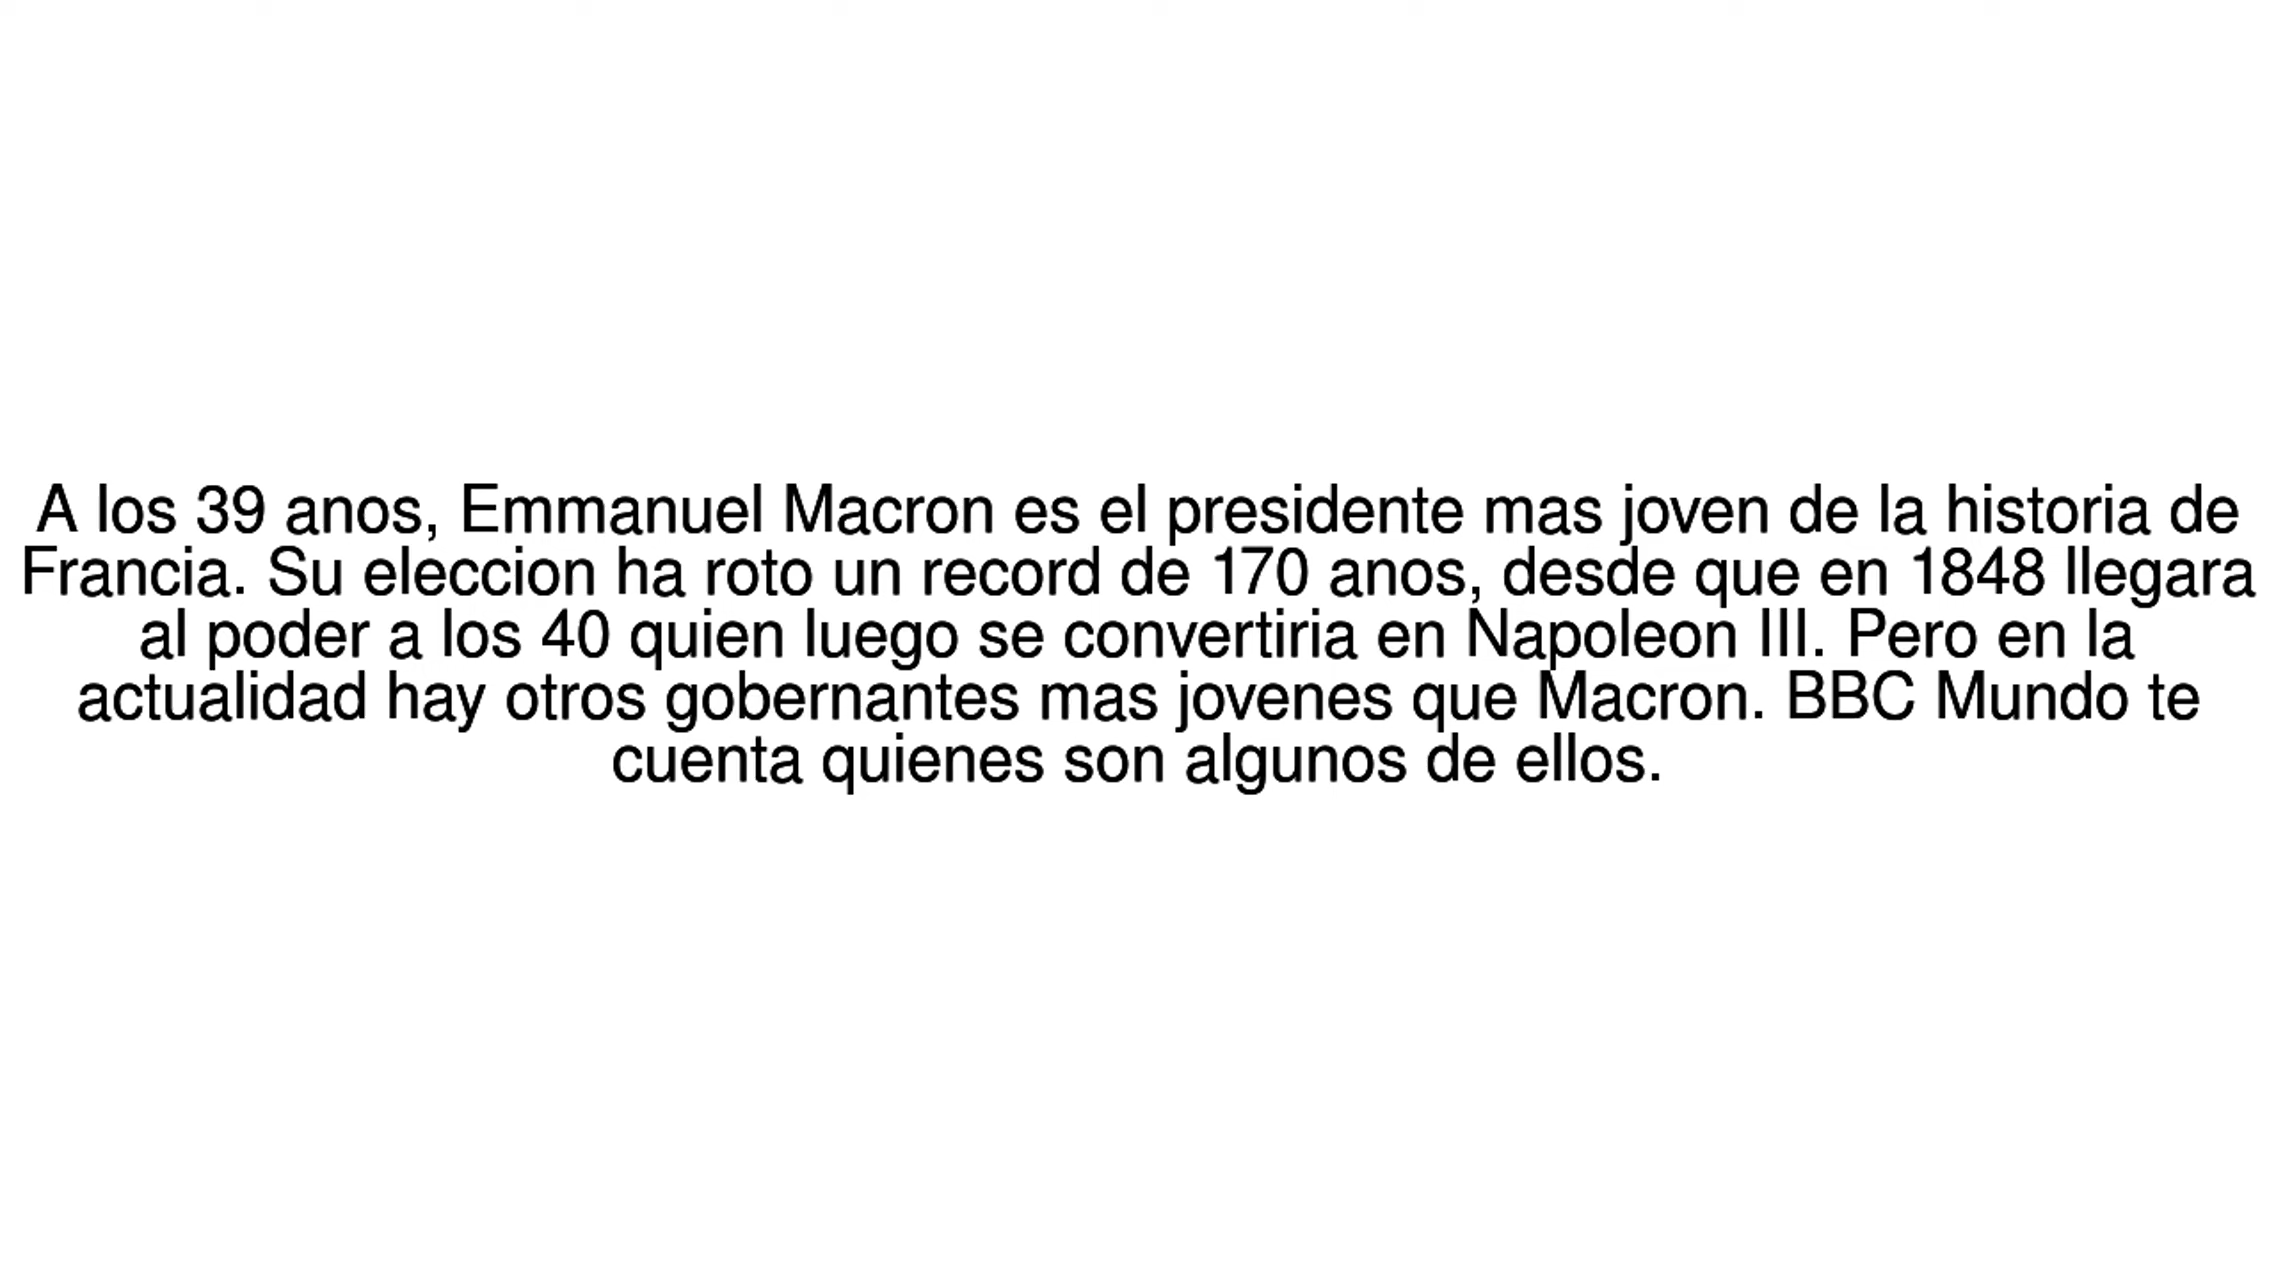 A los 39 anos, Emmanuel Macron es el presidente mas joven de la historia de
Francia. Su eleccion ha roto un record de 170 anos, desde que en 1848 llegara
al poder a los 40 quien luego se convertiria en Napoleon III. Pero en la
actualidad hay otros gobernantes mas jovenes que Macron. BBC Mundo te
cuenta quienes son algunos de ellos.